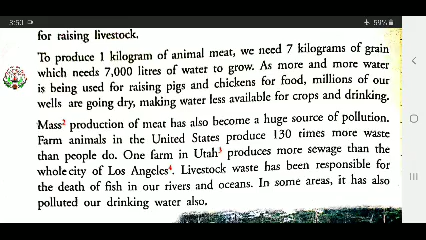 3:50
59%
for raising livestock.
To produce 1 kilogram of animal meat, we need 7 kilograms of grain
which needs 7,000 litres of water to grow. As more and more water
is being used for raising pigs and chickens for food, millions of our
wells are going dry, making water less available for crops and drinking.
Mass² production of meat has also become a huge source of pollution.
Farm animals in the United States produce 130 times more waste
than people do. One farm in Utah³ produces more sewage than the
whole city of Los Angeles⁴. Livestock waste has been responsible for
the death of fish in our rivers and oceans. In some areas, it has also
polluted our drinking water also.